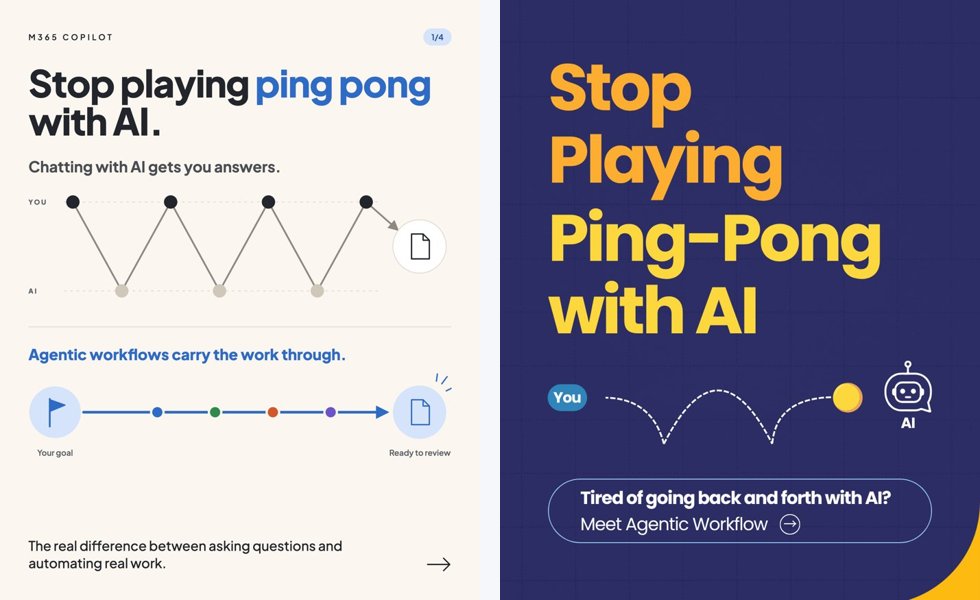 M365 COPILOT
1/4
Stop playing ping pong
with AI.
Chatting with AI gets you answers.
YOU
AI
Agentic workflows carry the work through.
Your goal
Ready to review
The real difference between asking questions and
automating real work.
Stop
Playing
Ping-Pong
with AI
You
AI
Tired of going back and forth with AI?
Meet Agentic Workflow